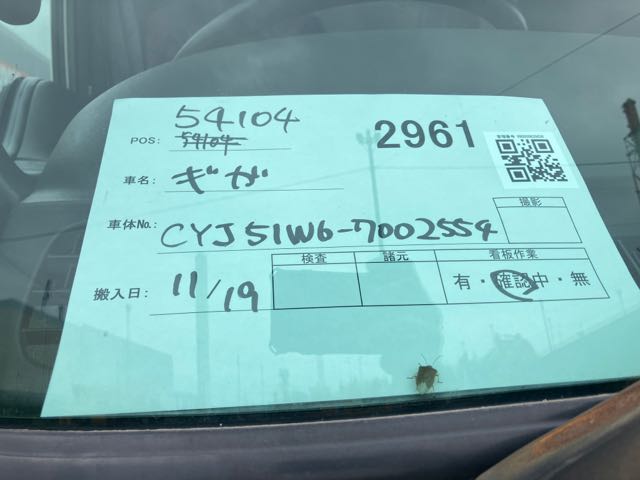 54104
POS: 54104
2961
車名: ギガ
車体No.: CYJ51W6-7002554
撮影
搬入日: 11/19
検査 諸元 看板作業
有・確認中・無